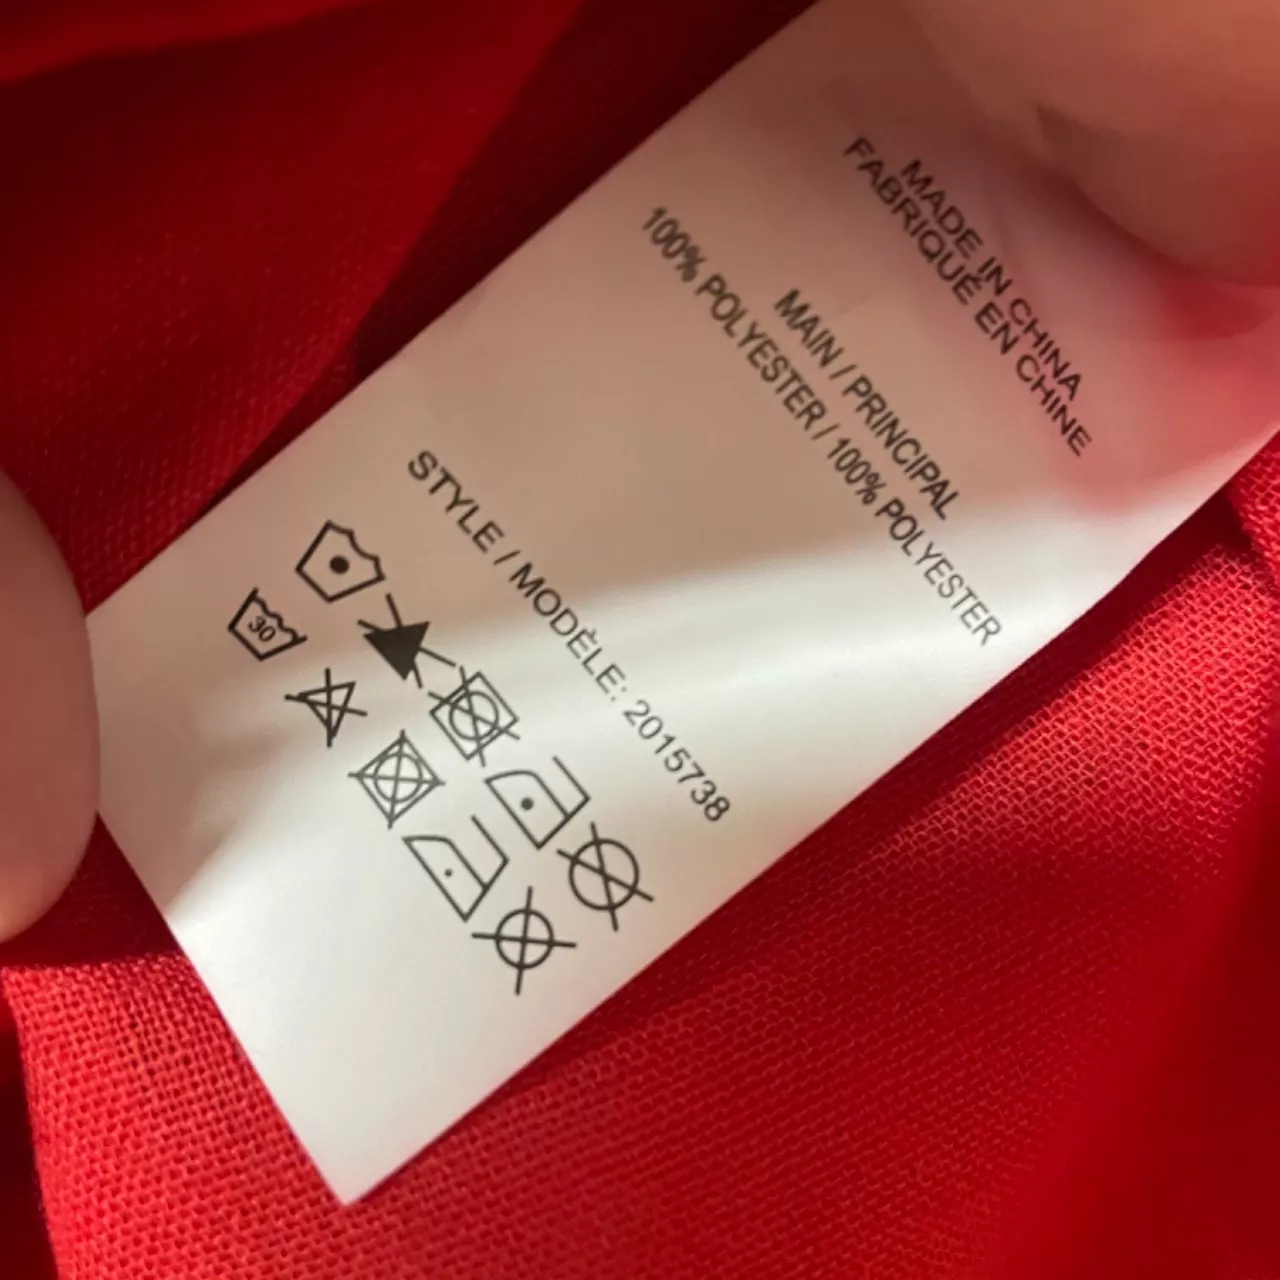 MADE IN CHINA
FABRIQUÉ EN CHINE
MAIN / PRINCIPAL
100% POLYESTER / 100% POLYESTER
STYLE / MODÈLE: 2015738
30